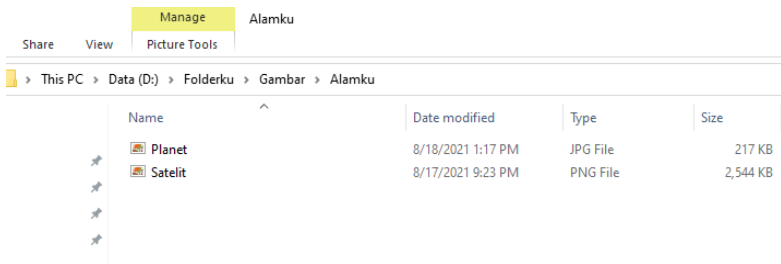 Manage Alamku
Share View Picture Tools
› This PC › Data (D:) › Folderku › Gambar › Alamku
Name Date modified Type Size
Planet 8/18/2021 1:17 PM JPG File 217 KB
Satelit 8/17/2021 9:23 PM PNG File 2,544 KB